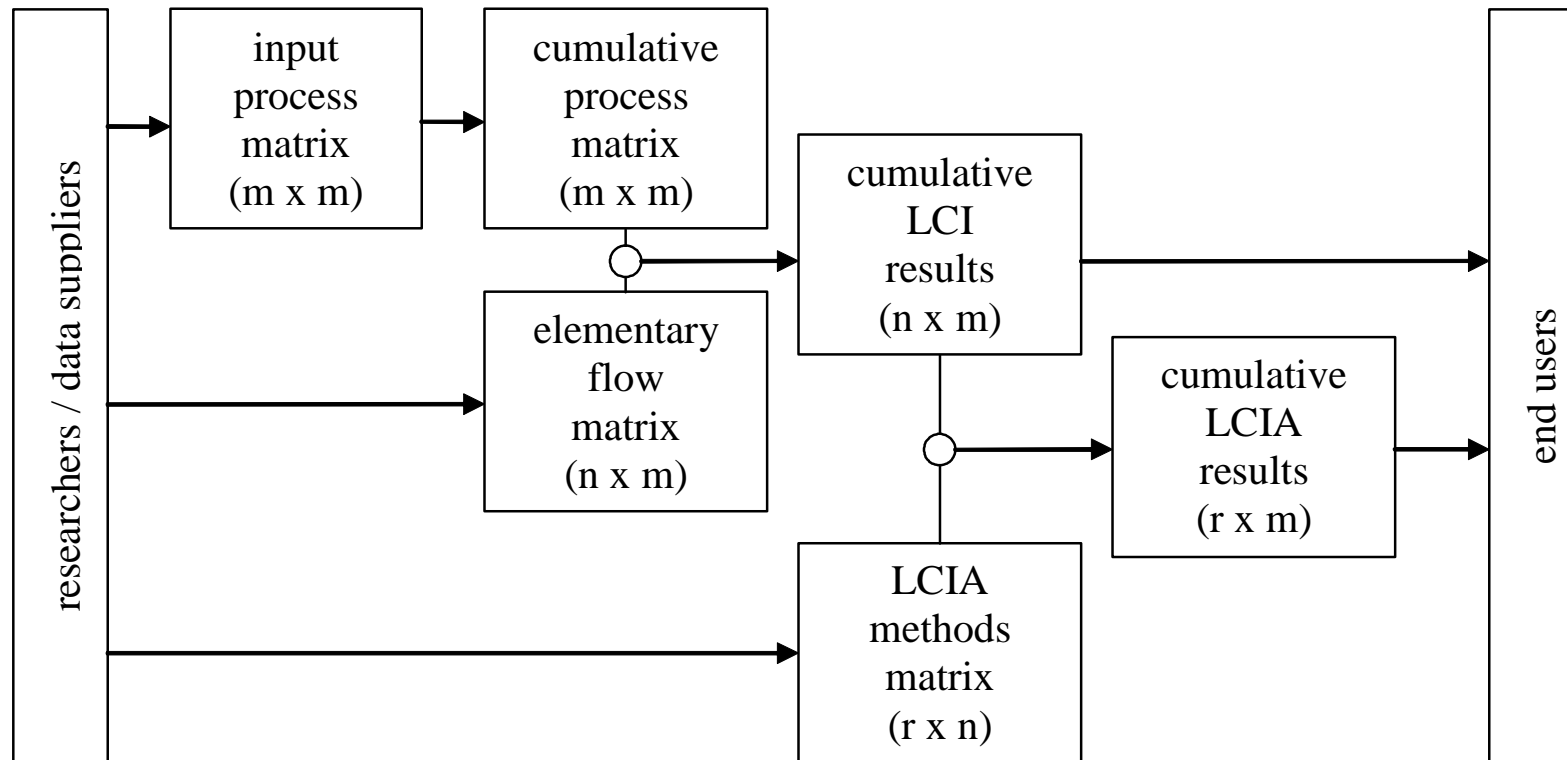 researchers / data suppliers
input
process
matrix
(m x m)
cumulative
process
matrix
(m x m)
elementary
flow
matrix
(n x m)
cumulative
LCI
results
(n x m)
LCIA
methods
matrix
(r x n)
cumulative
LCIA
results
(r x m)
end users